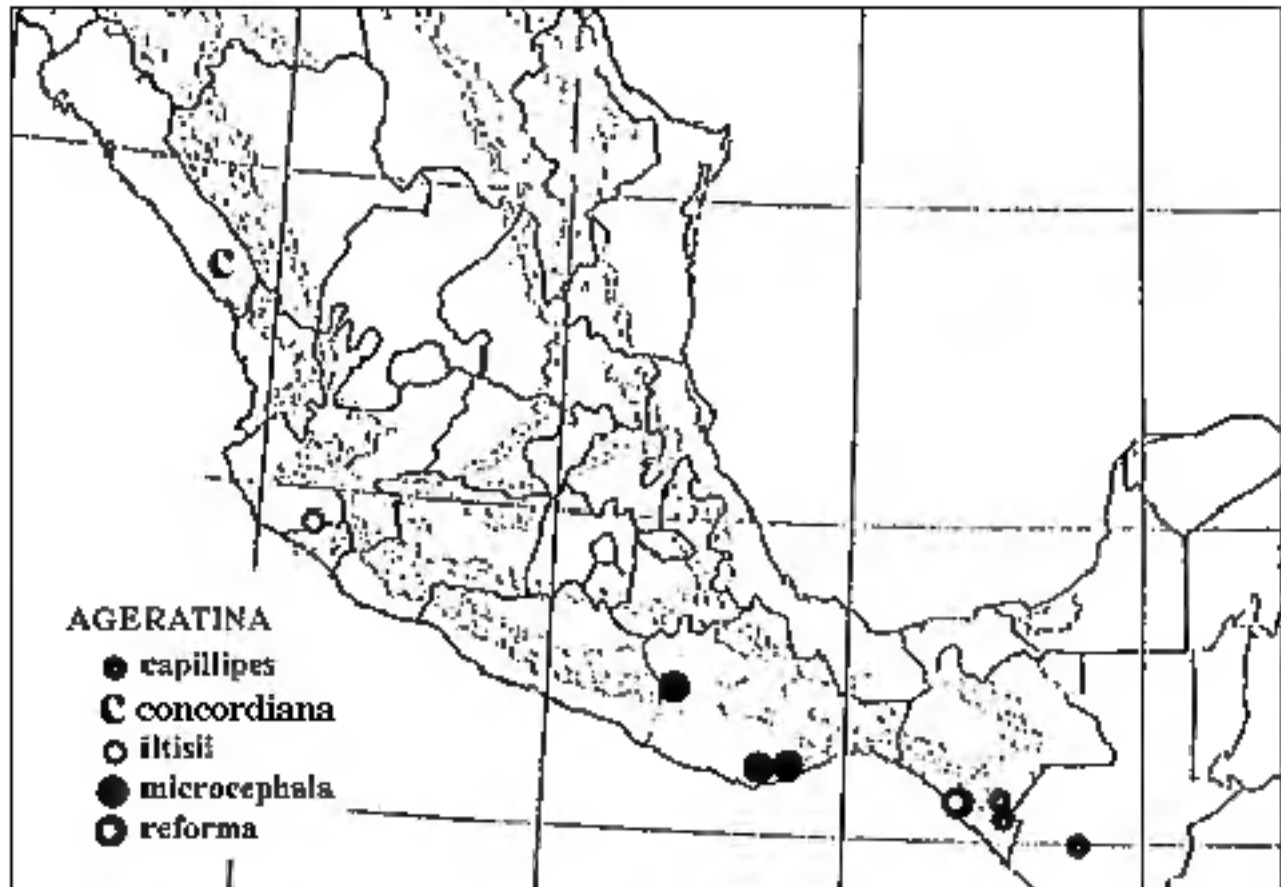 AGERATINA
capillipes
C concordiana
iltisii
microcephala
reforma
C